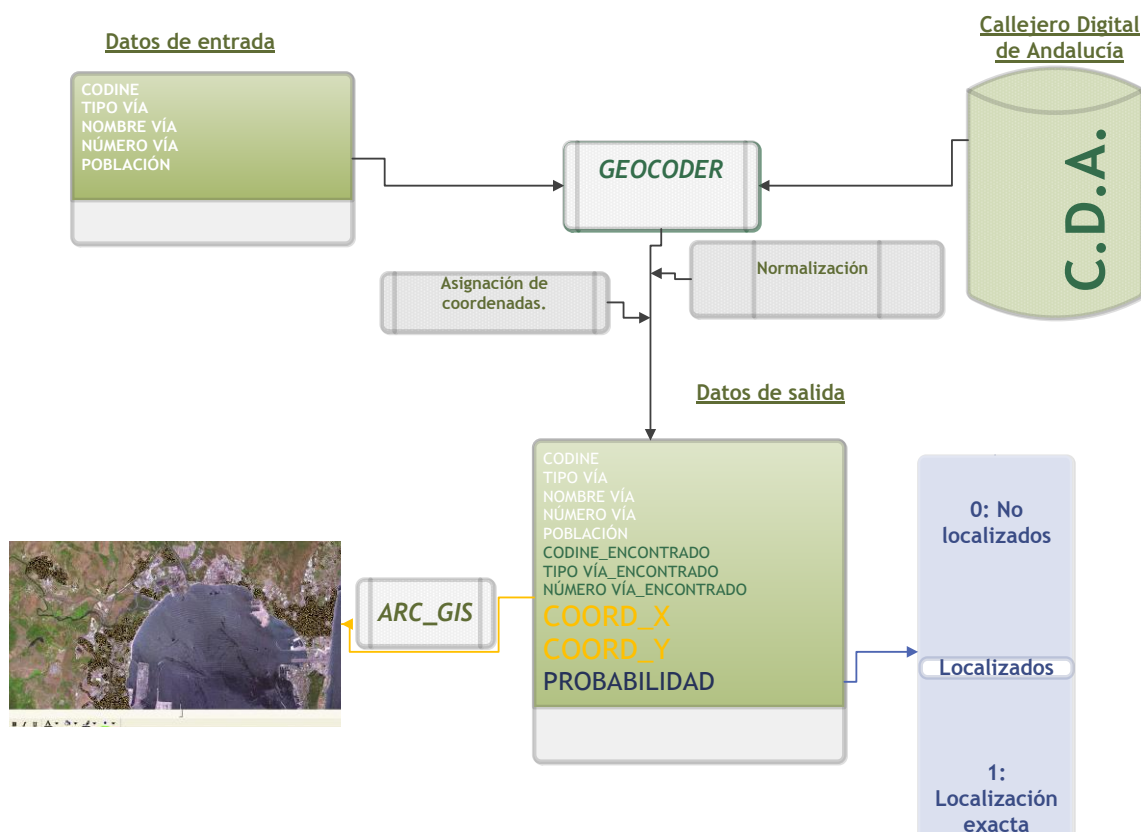 Datos de entrada
Callejero Digital
de Andalucía
CODINE
TIPO VÍA
NOMBRE VÍA
NÚMERO VÍA
POBLACIÓN
GEOCODER
C.D.A.
Normalización
Asignación de
coordenadas.
Datos de salida
CODINE
TIPO VÍA
NOMBRE VÍA
NÚMERO VÍA
POBLACIÓN
CODINE_ENCONTRADO
TIPO VÍA_ENCONTRADO
NÚMERO VÍA_ENCONTRADO
COORD_X
COORD_Y
PROBABILIDAD
ARC_GIS
0: No
localizados
Localizados
1:
Localización
exacta